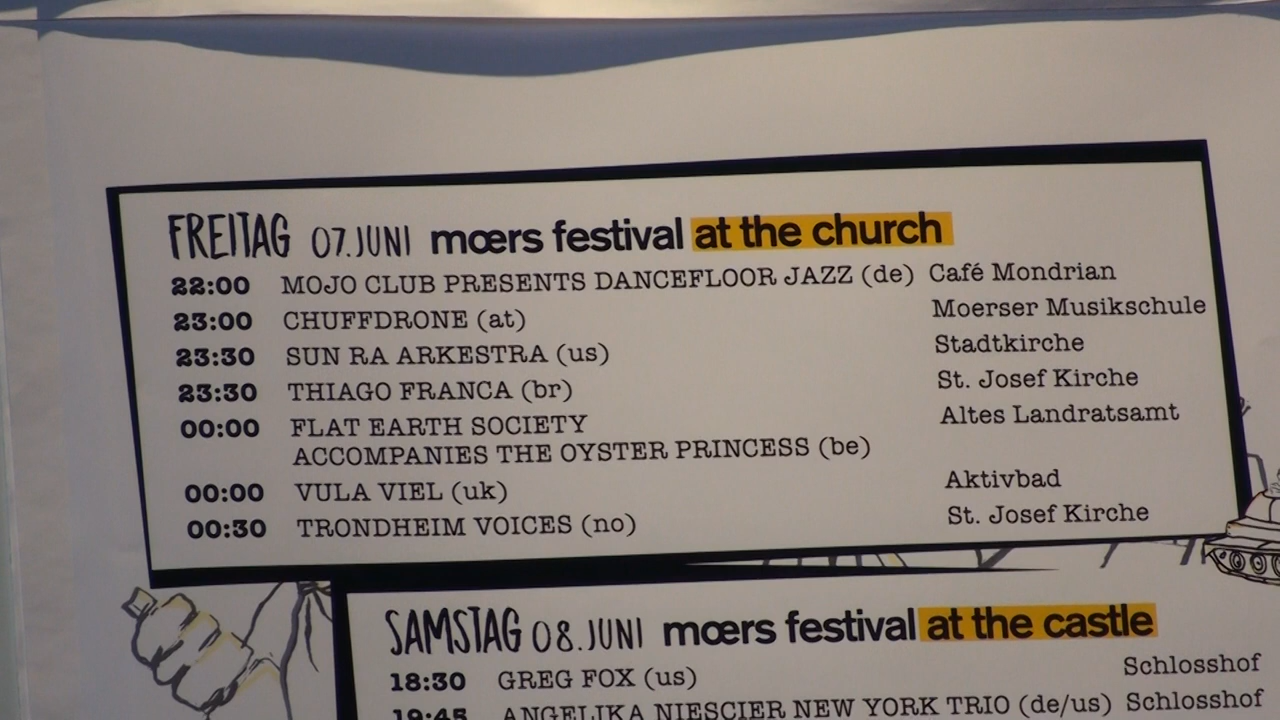 FREITAG 07.JUNI mœrs festival at the church
22:00 MOJO CLUB PRESENTS DANCEFLOOR JAZZ (de) Café Mondrian
23:00 CHUFFDRONE (at) Moerser Musikschule
23:30 SUN RA ARKESTRA (us) Stadtkirche
23:30 THIAGO FRANCA (br) St. Josef Kirche
00:00 FLAT EARTH SOCIETY Altes Landratsamt
ACCOMPANIES THE OYSTER PRINCESS (be)
00:00 VULA VIEL (uk) Aktivbad
00:30 TRONDHEIM VOICES (no) St. Josef Kirche
SAMSTAG 08.JUNI mœrs festival at the castle
18:30 GREG FOX (us) Schlosshof
19:45 ANGELIKA NIESCIER NEW YORK TRIO (de/us) Schlosshof